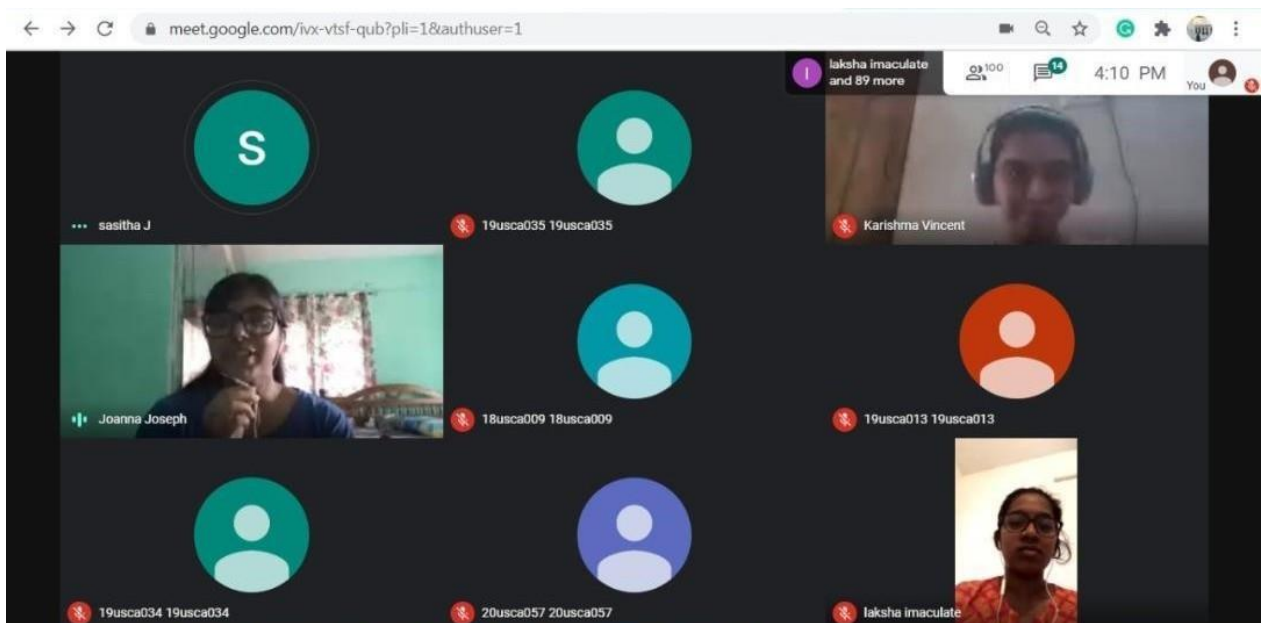 meet.google.com/ivx-vtsf-qub?pli=1&authuser=1
G
I
laksha imaculate
and 89 more
100
14
4:10 PM
You
S
sasitha J
19usca035 19usca035
Karishma Vincent
Joanna Joseph
18usca009 18usca009
19usca013 19usca013
19usca034 19usca034
20usca057 20usca057
laksha imaculate